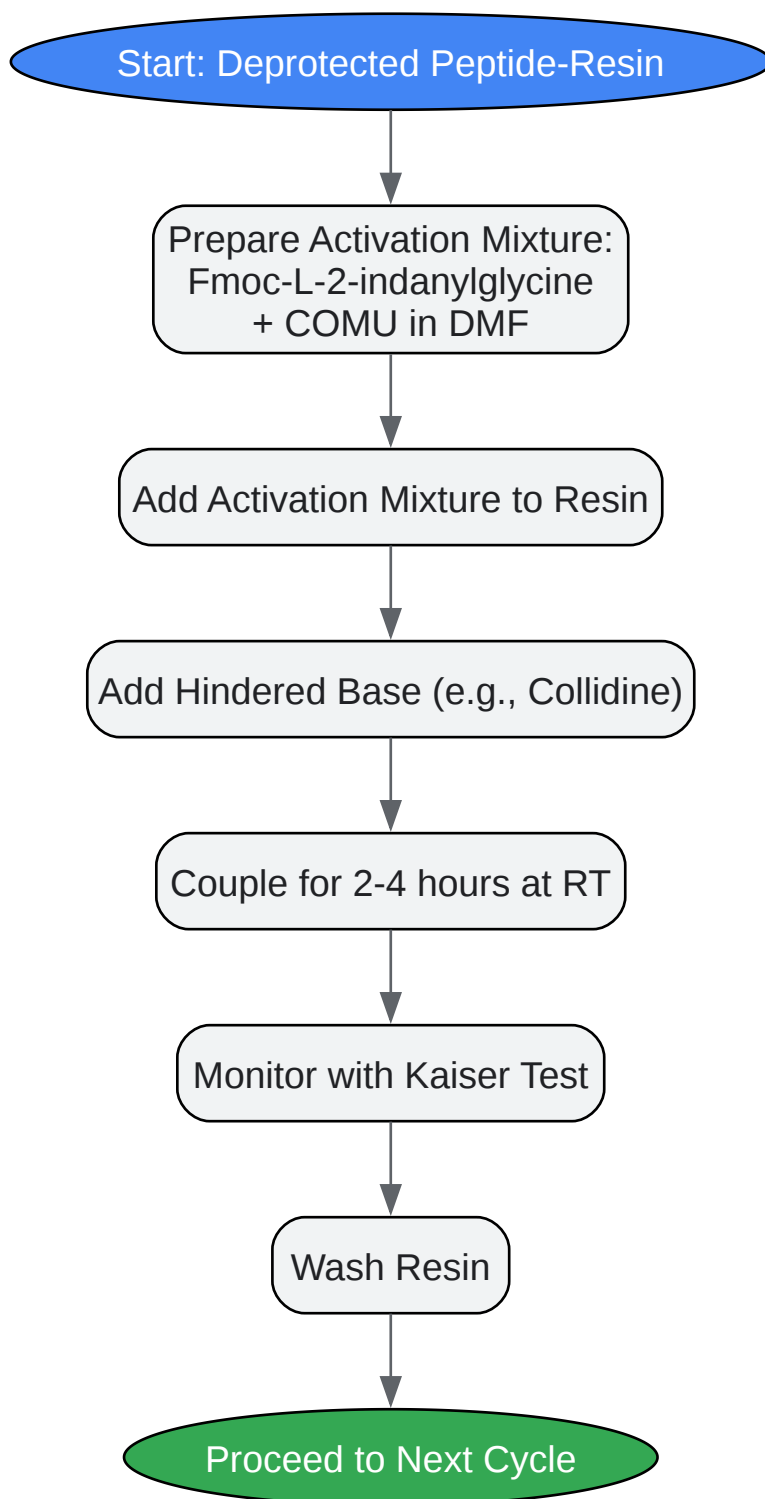 Start: Deprotected Peptide-Resin
Prepare Activation Mixture:
Fmoc-L-2-indanylglycine
+ COMU in DMF
Add Activation Mixture to Resin
Add Hindered Base (e.g., Collidine)
Couple for 2-4 hours at RT
Monitor with Kaiser Test
Wash Resin
Proceed to Next Cycle